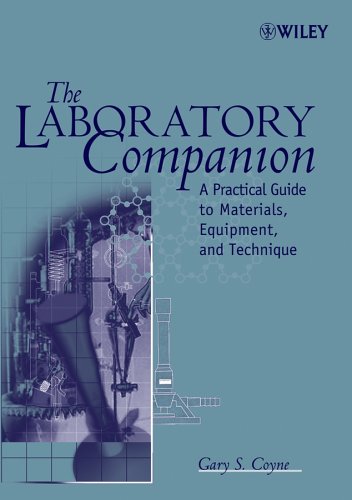 WILEY
The
LABORATORY
Companion
A Practical Guide
to Materials,
Equipment,
and Technique
Gary S. Coyne